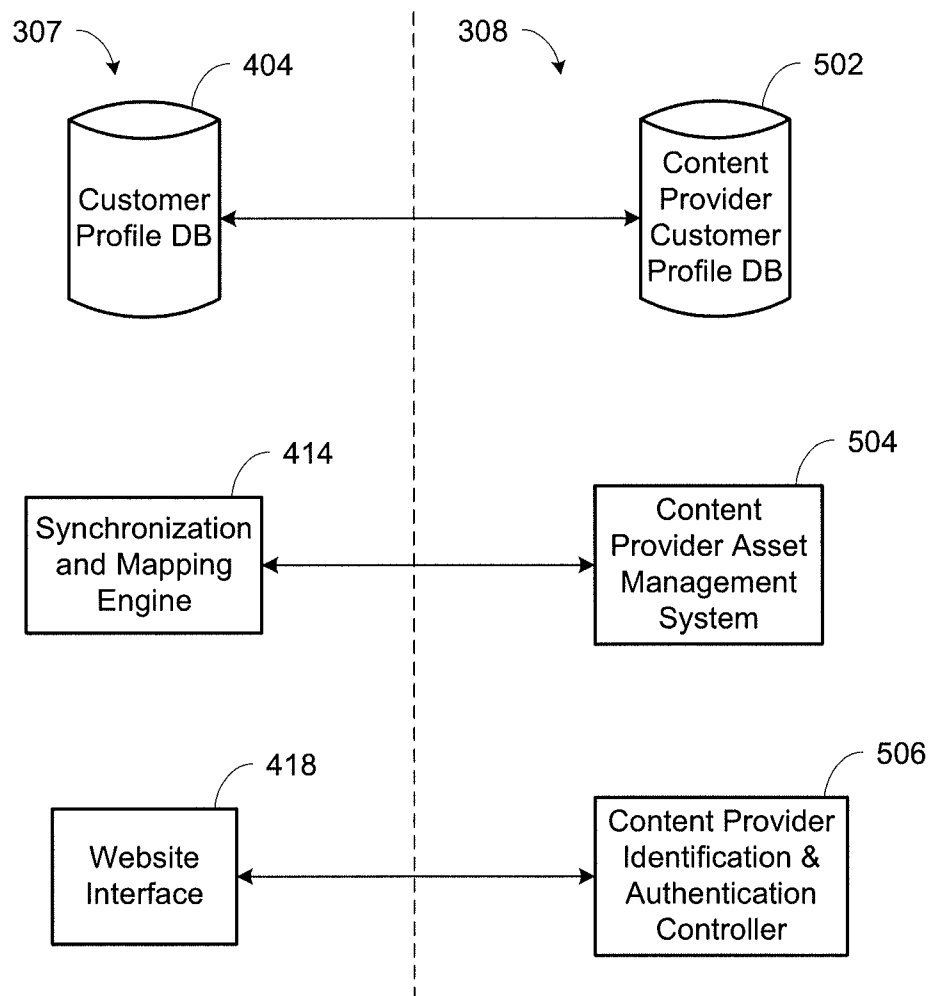 307
308
404
502
Customer
Profile DB
Content
Provider
Customer
Profile DB
414
504
Synchronization
and Mapping
Engine
Content
Provider Asset
Management
System
418
506
Website
Interface
Content Provider
Identification &
Authentication
Controller